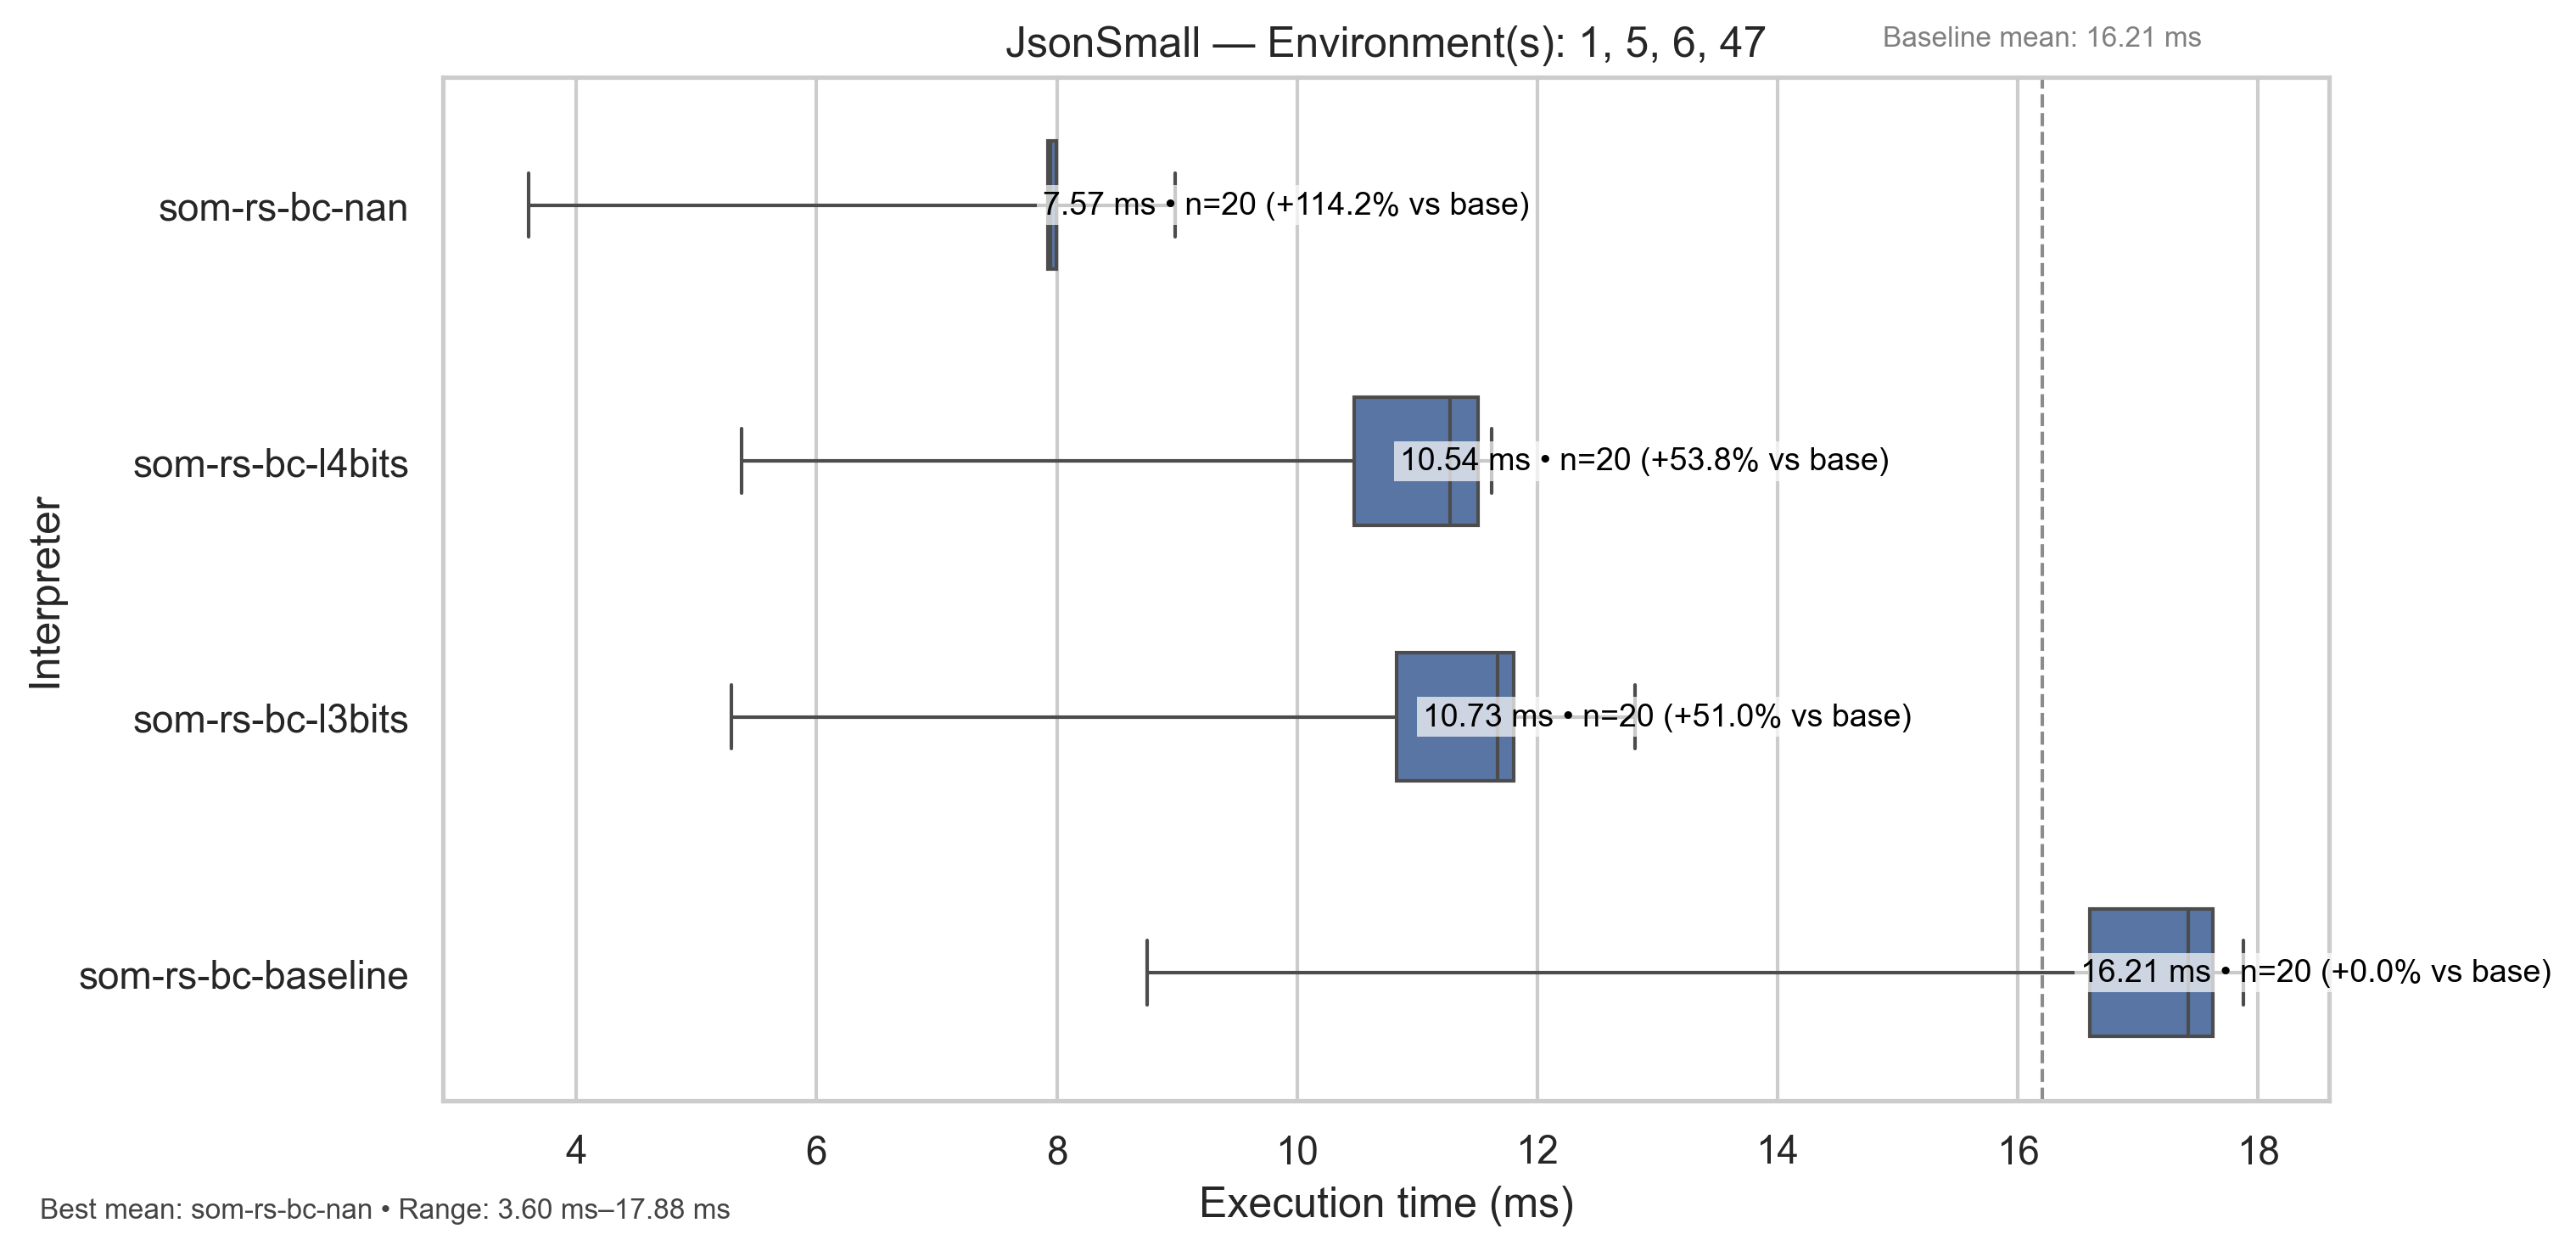 JsonSmall — Environment(s): 1, 5, 6, 47
Baseline mean: 16.21 ms
som-rs-bc-nan
7.57 ms • n=20 (+114.2% vs base)
som-rs-bc-l4bits
10.54 ms • n=20 (+53.8% vs base)
Interpreter
som-rs-bc-l3bits
10.73 ms • n=20 (+51.0% vs base)
som-rs-bc-baseline
16.21 ms • n=20 (+0.0% vs base)
4 6 8 10 12 14 16 18
Execution time (ms)
Best mean: som-rs-bc-nan • Range: 3.60 ms–17.88 ms